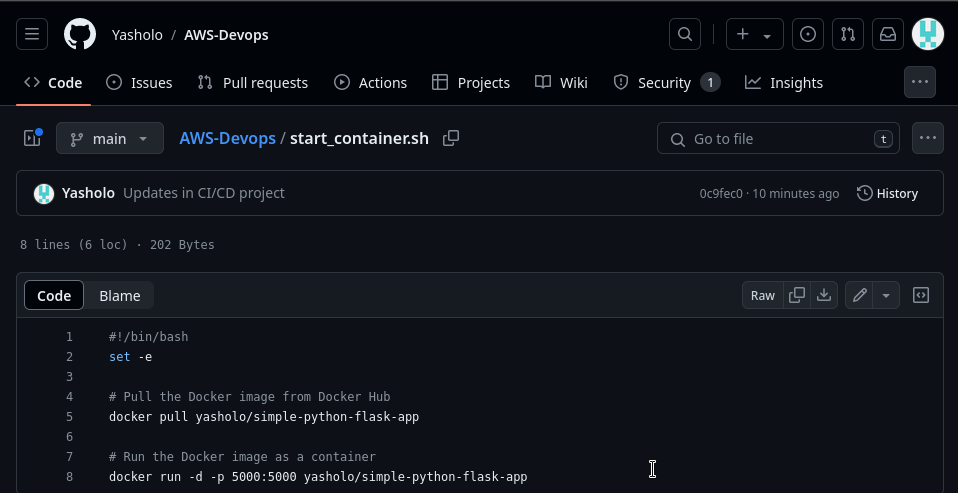 Yasholo / AWS-Devops
Code Issues Pull requests Actions Projects Wiki Security 1 Insights
main AWS-Devops / start_container.sh Go to file t
Yasholo Updates in CI/CD project 0c9fec0 · 10 minutes ago History
8 lines (6 loc) · 202 Bytes
Code Blame Raw
1 #!/bin/bash
2 set -e
3
4 # Pull the Docker image from Docker Hub
5 docker pull yasholo/simple-python-flask-app
6
7 # Run the Docker image as a container
8 docker run -d -p 5000:5000 yasholo/simple-python-flask-app